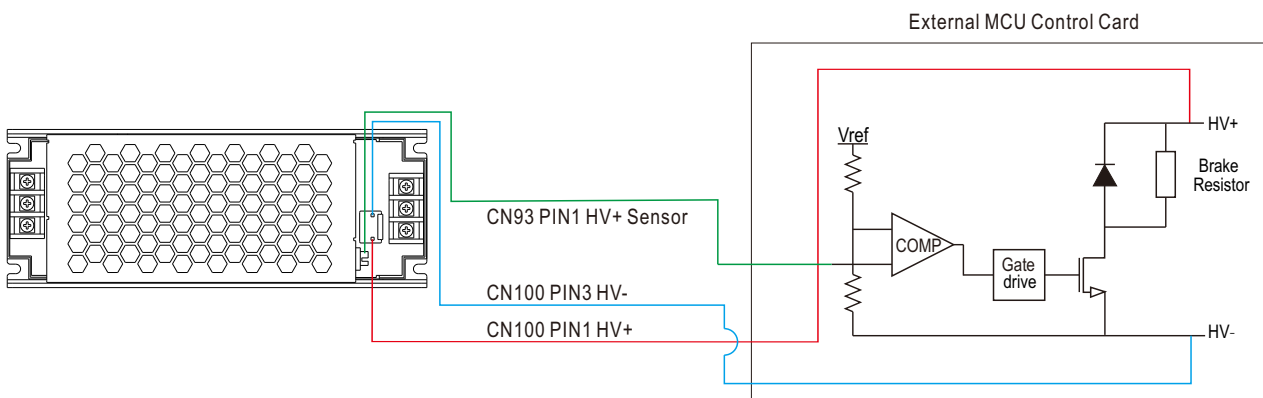 External MCU Control Card
HV+
Vref
Brake
Resistor
CN93 PIN1 HV+ Sensor
COMP
Gate
drive
CN100 PIN3 HV-
CN100 PIN1 HV+
HV-